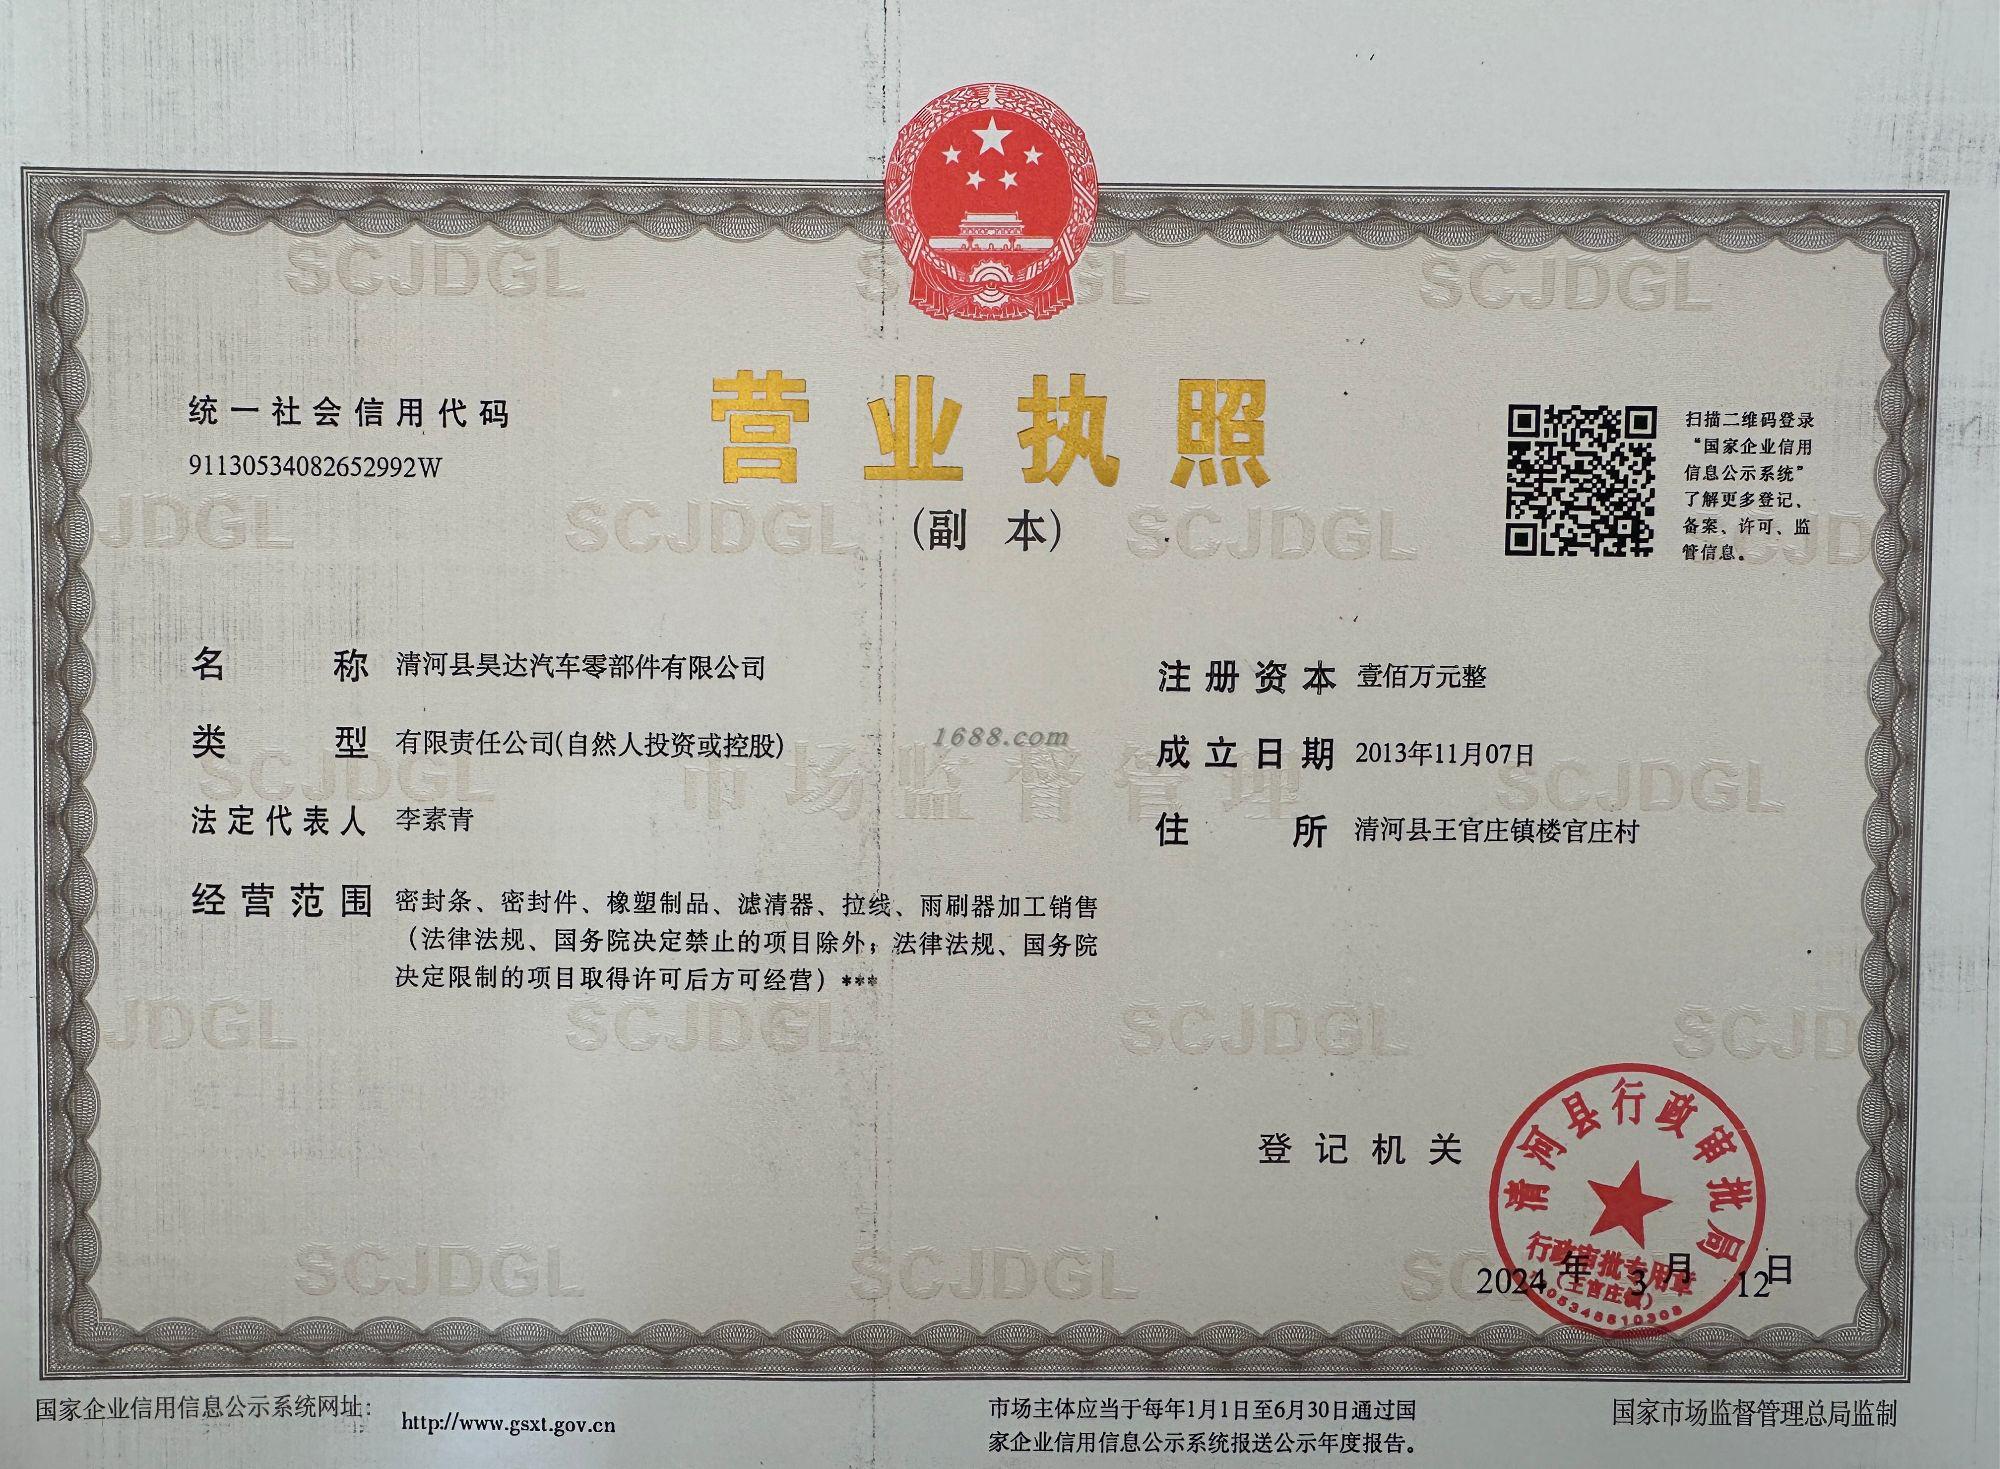 统一社会信用代码
91130534082652992W
营业执照
(副 本)
扫描二维码登录
“国家企业信用
信息公示系统”
了解更多登记、
备案、许可、监
管信息。
名 称 清河县昊达汽车零部件有限公司
类 型 有限责任公司(自然人投资或控股)
法定代表人 李素青
经营范围 密封条、密封件、橡塑制品、滤清器、拉线、雨刷器加工销售
（法律法规、国务院决定禁止的项目除外；法律法规、国务院
决定限制的项目取得许可后方可经营）***
注册资本 壹佰万元整
成立日期 2013年11月07日
住 所 清河县王官庄镇楼官庄村
1688.com
市场监督管理
SCJDGL
登记机关
清河县行政审批局
行政审批专用章
（王官庄镇）
2024年3月12日
国家企业信用信息公示系统网址：
http://www.gsxt.gov.cn
市场主体应当于每年1月1日至6月30日通过国
家企业信用信息公示系统报送公示年度报告。
国家市场监督管理总局监制